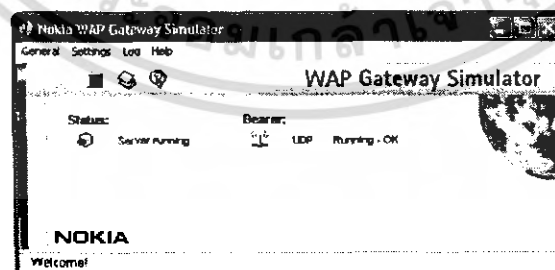 Nokia WAP Gateway Simulator
General Settings Log Help
WAP Gateway Simulator
Status: Bearer:
Server running UDP Running - OK
NOKIA
Welcome!